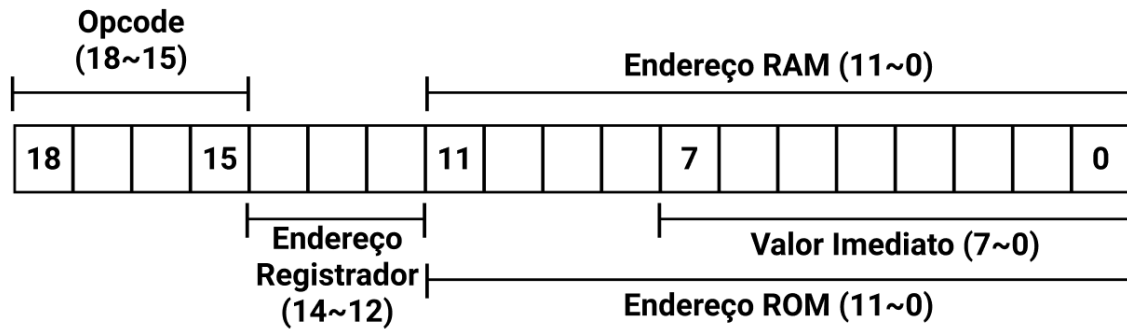 Opcode
(18~15)
Endereço RAM (11~0)
18 15 11 7 0
Endereço
Registrador
(14~12)
Valor Imediato (7~0)
Endereço ROM (11~0)